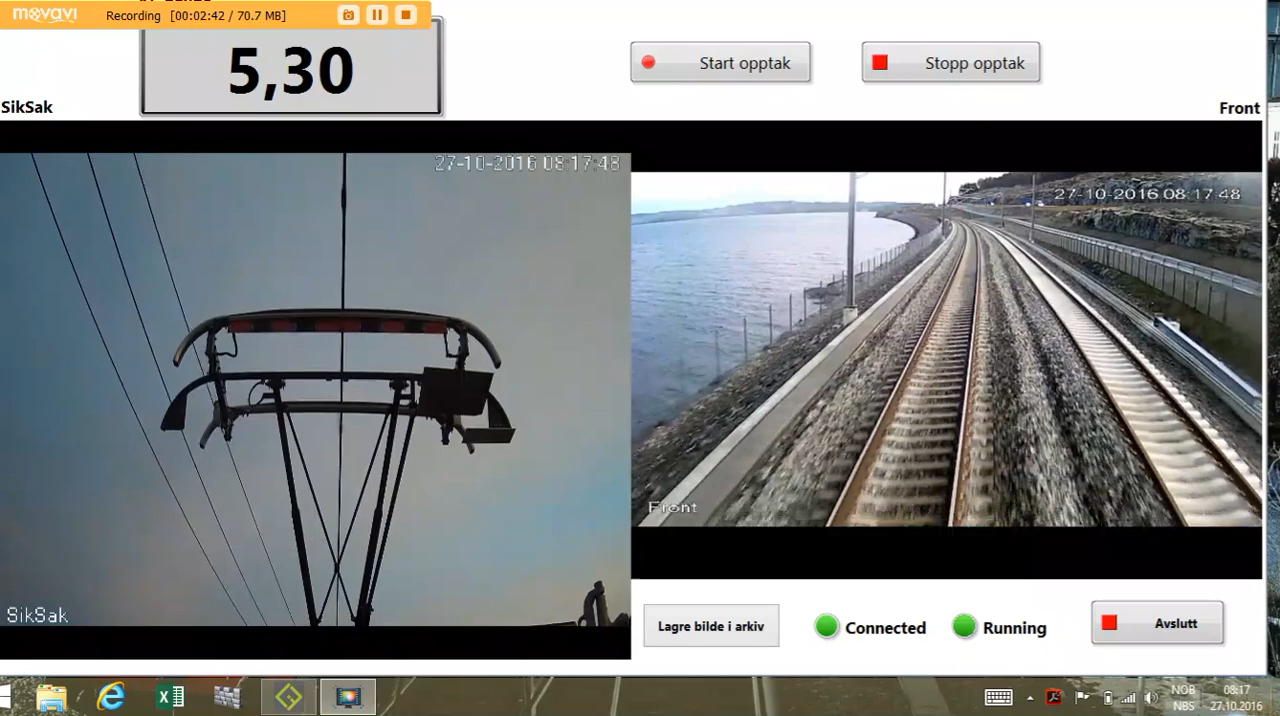 movavi
Recording [00:02:42 / 70.7 MB]
5,30
Start opptak
Stopp opptak
SikSak
Front
27-10-2016 08:17:48
27-10-2016 08:17:48
Front
SikSak
Lagre bilde i arkiv
Connected
Running
Avslutt
NOB
NBS
08:17
27.10.2016